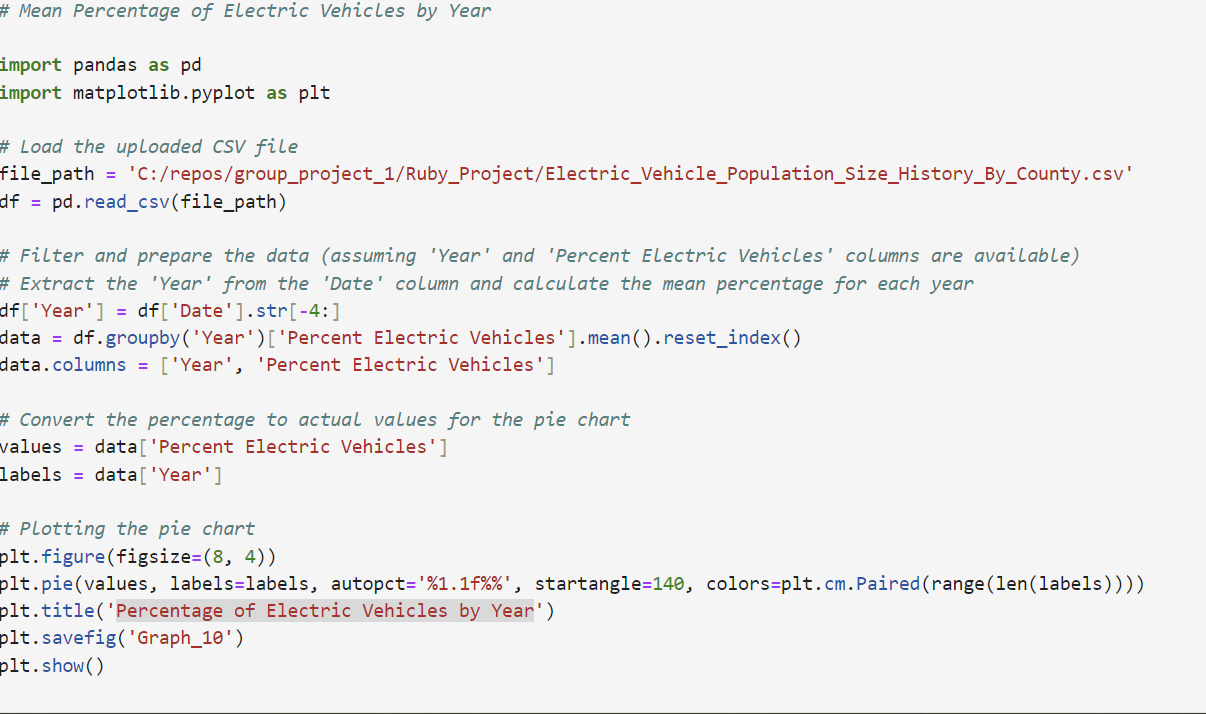 # Mean Percentage of Electric Vehicles by Year
import pandas as pd
import matplotlib.pyplot as plt
# Load the uploaded CSV file
file_path = 'C:/repos/group_project_1/Ruby_Project/Electric_Vehicle_Population_Size_History_By_County.csv'
df = pd.read_csv(file_path)
# Filter and prepare the data (assuming 'Year' and 'Percent Electric Vehicles' columns are available)
# Extract the 'Year' from the 'Date' column and calculate the mean percentage for each year
df['Year'] = df['Date'].str[-4:]
data = df.groupby('Year')['Percent Electric Vehicles'].mean().reset_index()
data.columns = ['Year', 'Percent Electric Vehicles']
# Convert the percentage to actual values for the pie chart
values = data['Percent Electric Vehicles']
labels = data['Year']
# Plotting the pie chart
plt.figure(figsize=(8, 4))
plt.pie(values, labels=labels, autopct='%1.1f%%', startangle=140, colors=plt.cm.Paired(range(len(labels))))
plt.title('Percentage of Electric Vehicles by Year')
plt.savefig('Graph_10')
plt.show()